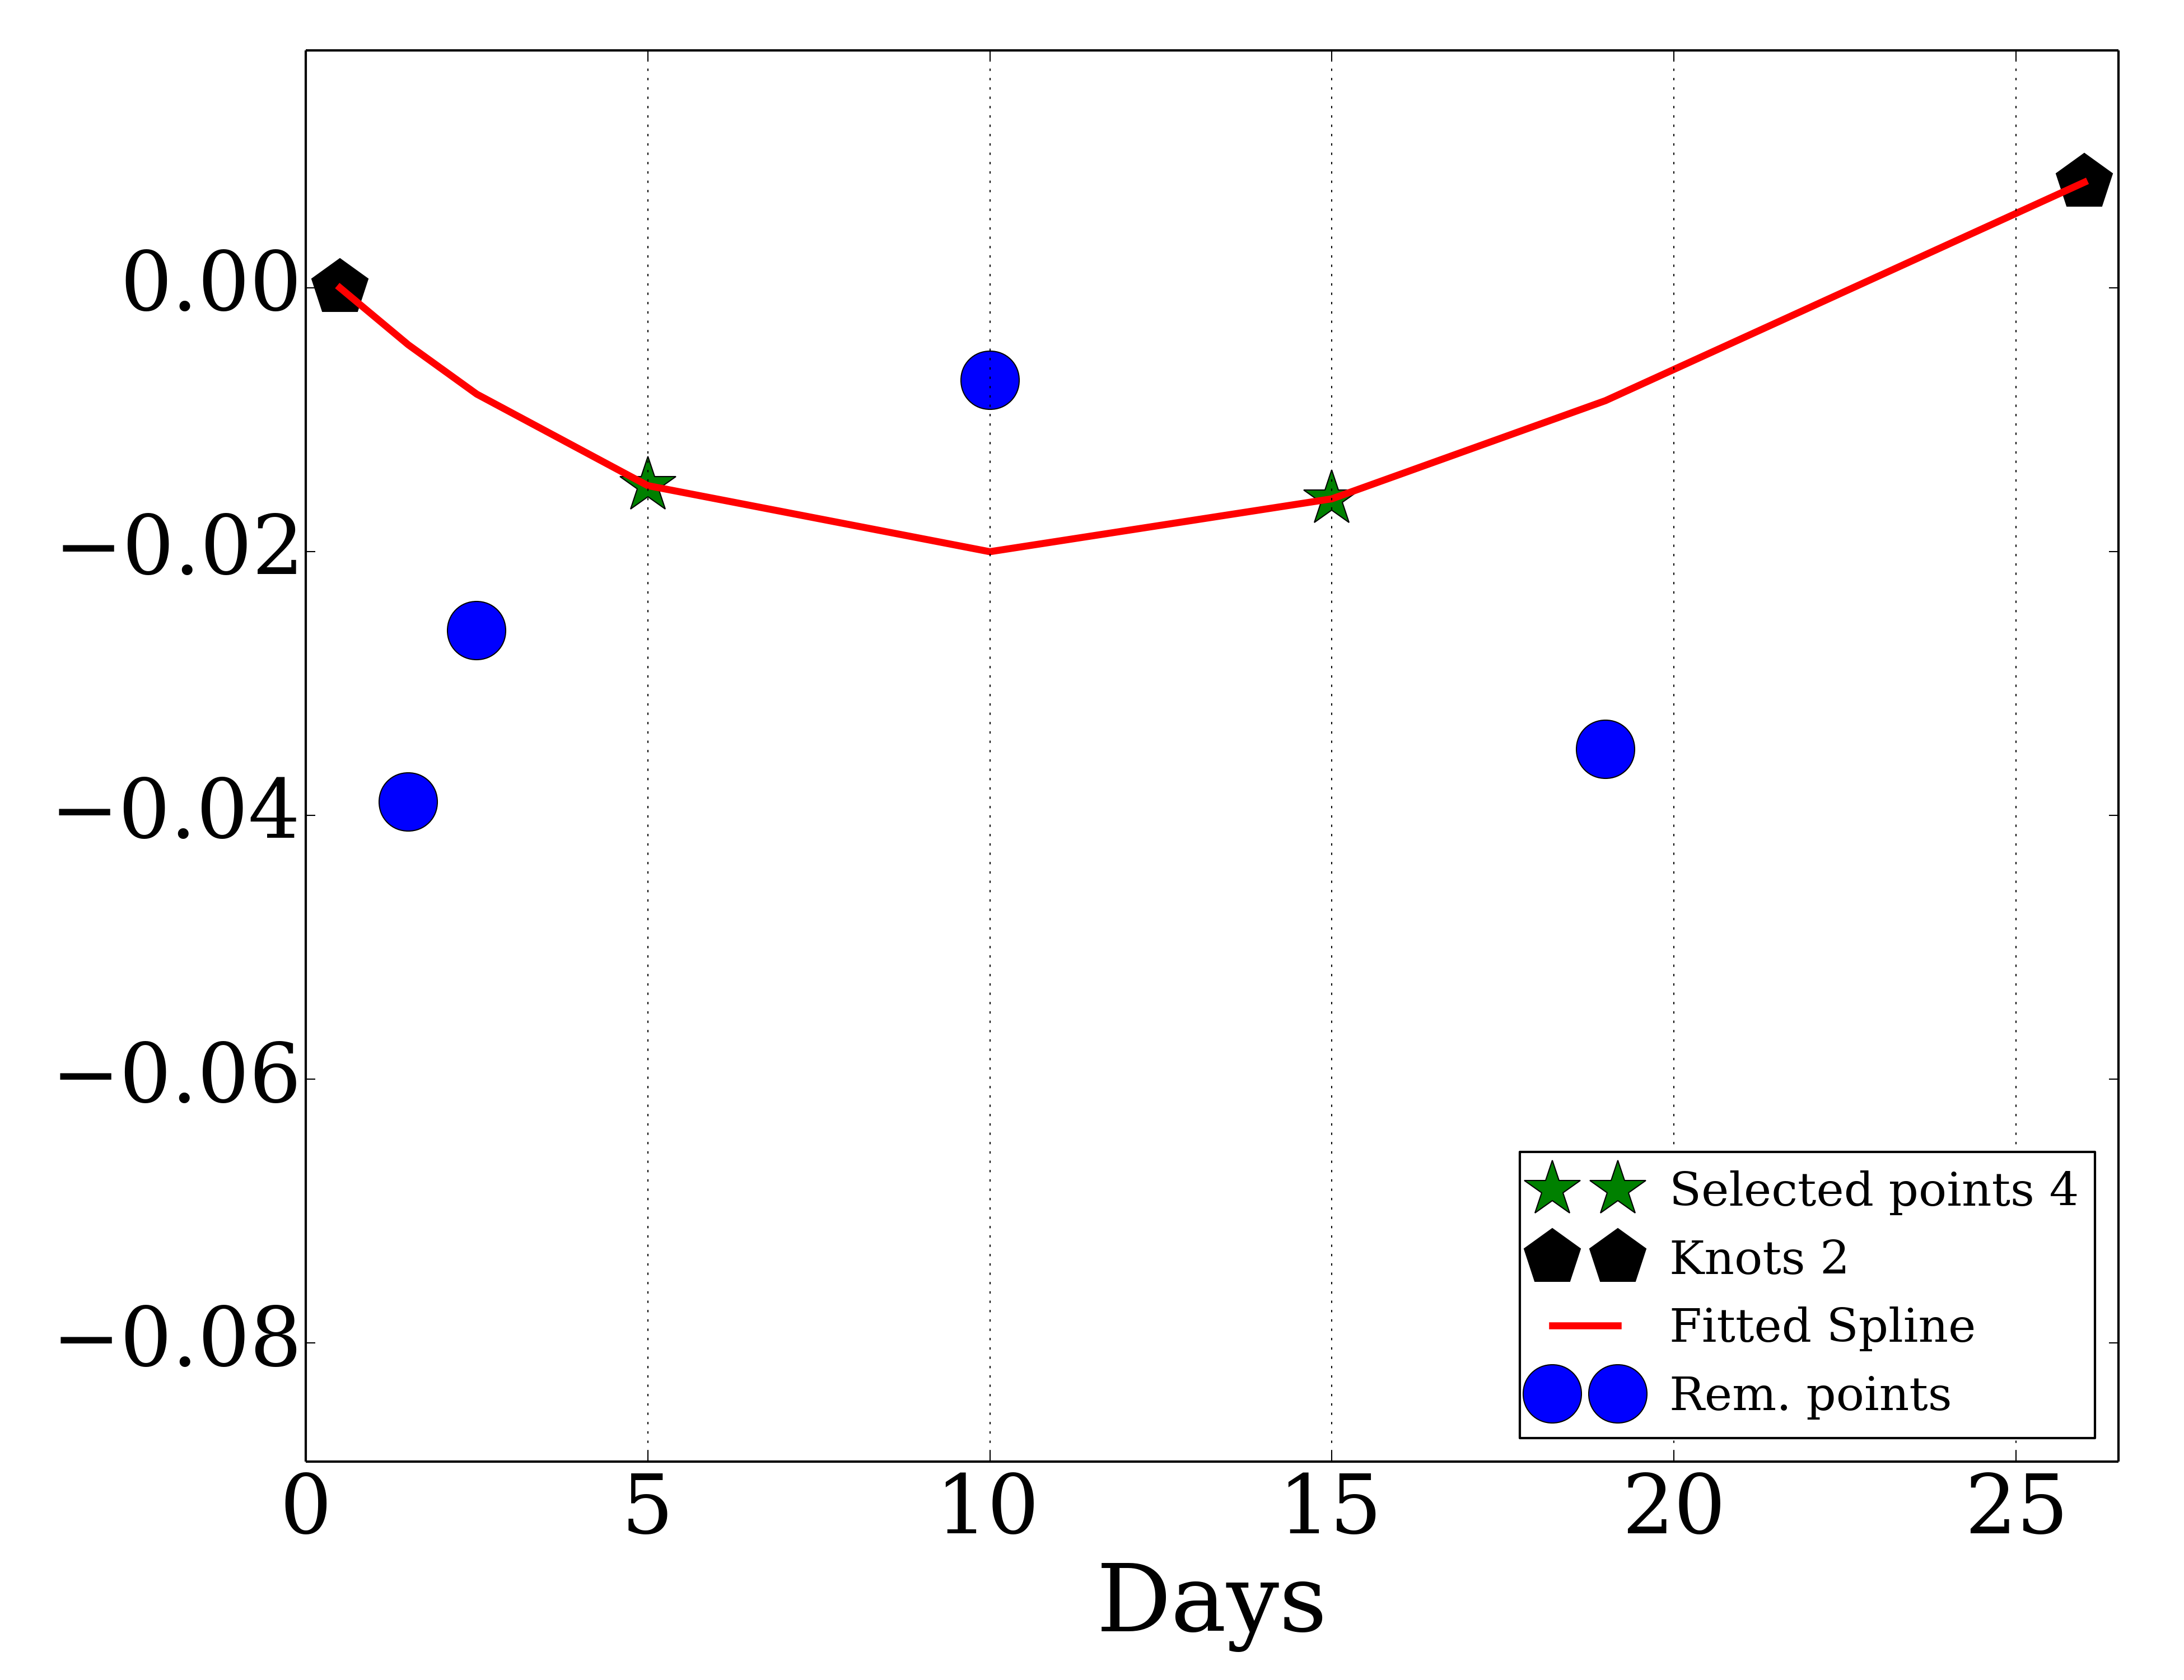 0.00
−0.02
−0.04
−0.06
−0.08
0 5 10 15 20 25
Days
Selected points 4
Knots 2
Fitted Spline
Rem. points